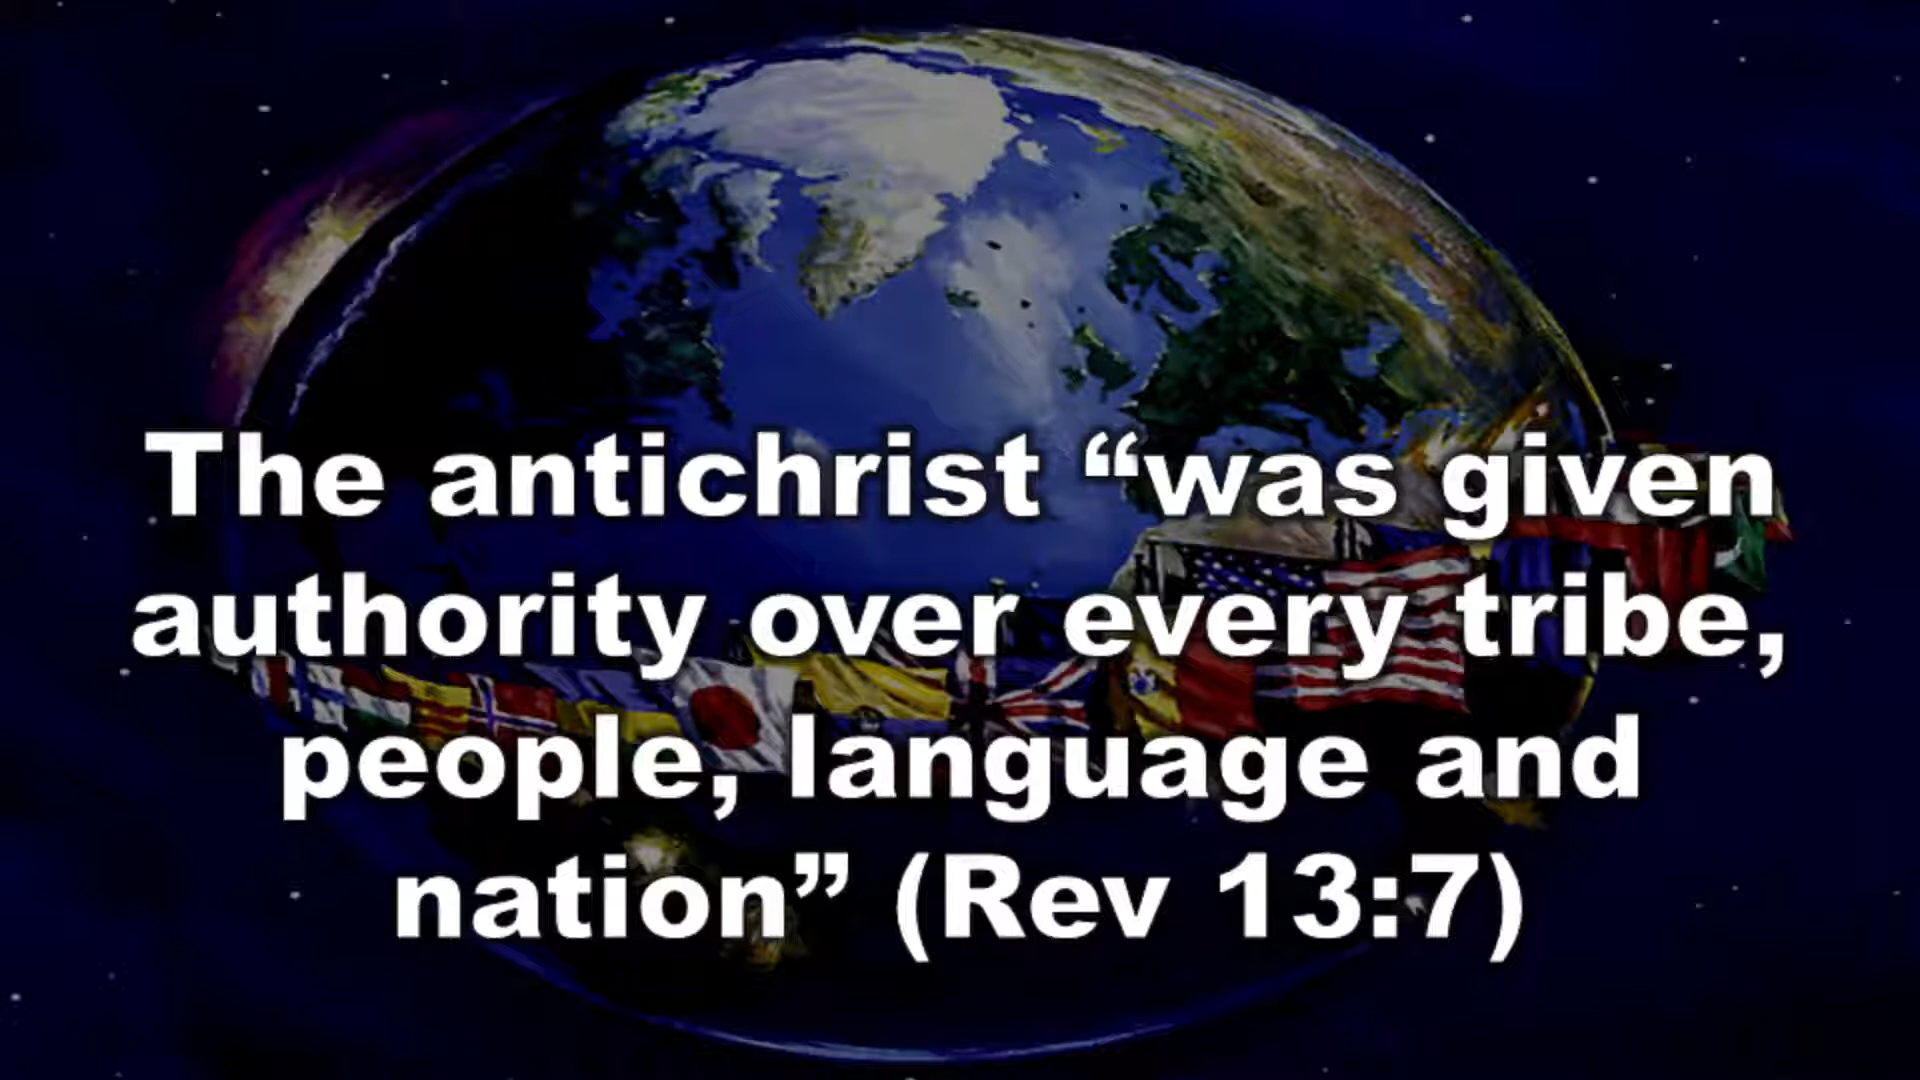 The antichrist “was given
authority over every tribe,
people, language and
nation” (Rev 13:7)